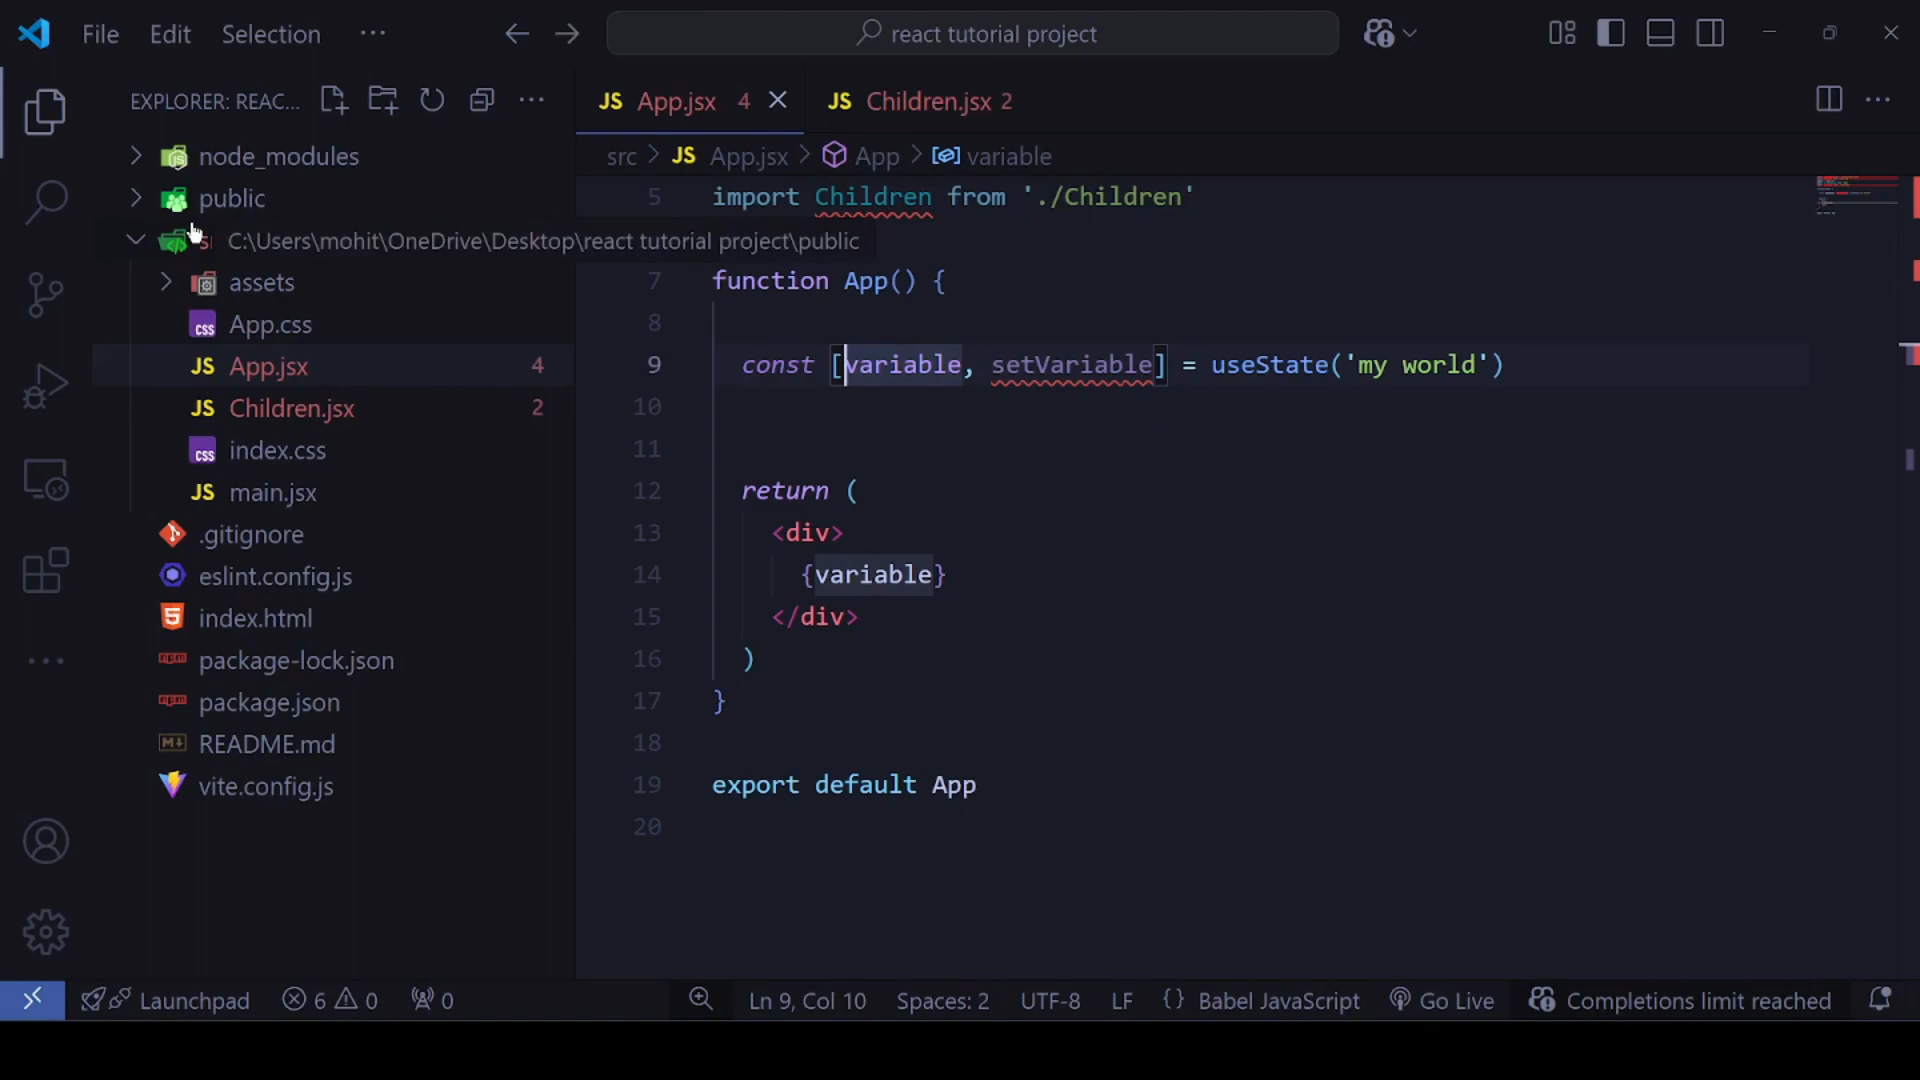 File Edit Selection ··· react tutorial project
EXPLORER: REAC... ···
JS App.jsx 4 JS Children.jsx 2 ···
node_modules
public
C:\Users\mohit\OneDrive\Desktop\react tutorial project\public
assets
css App.css
JS App.jsx 4
JS Children.jsx 2
css index.css
JS main.jsx
.gitignore
eslint.config.js
index.html
package-lock.json
package.json
README.md
vite.config.js
src > JS App.jsx > App > variable
5 import Children from './Children'
7 function App() {
8
9 const [variable, setVariable] = useState('my world')
10
11
12 return (
13 <div>
14 {variable}
15 </div>
16 )
17 }
18
19 export default App
20
Launchpad 6 0 0 Ln 9, Col 10 Spaces: 2 UTF-8 LF {} Babel JavaScript Go Live Completions limit reached